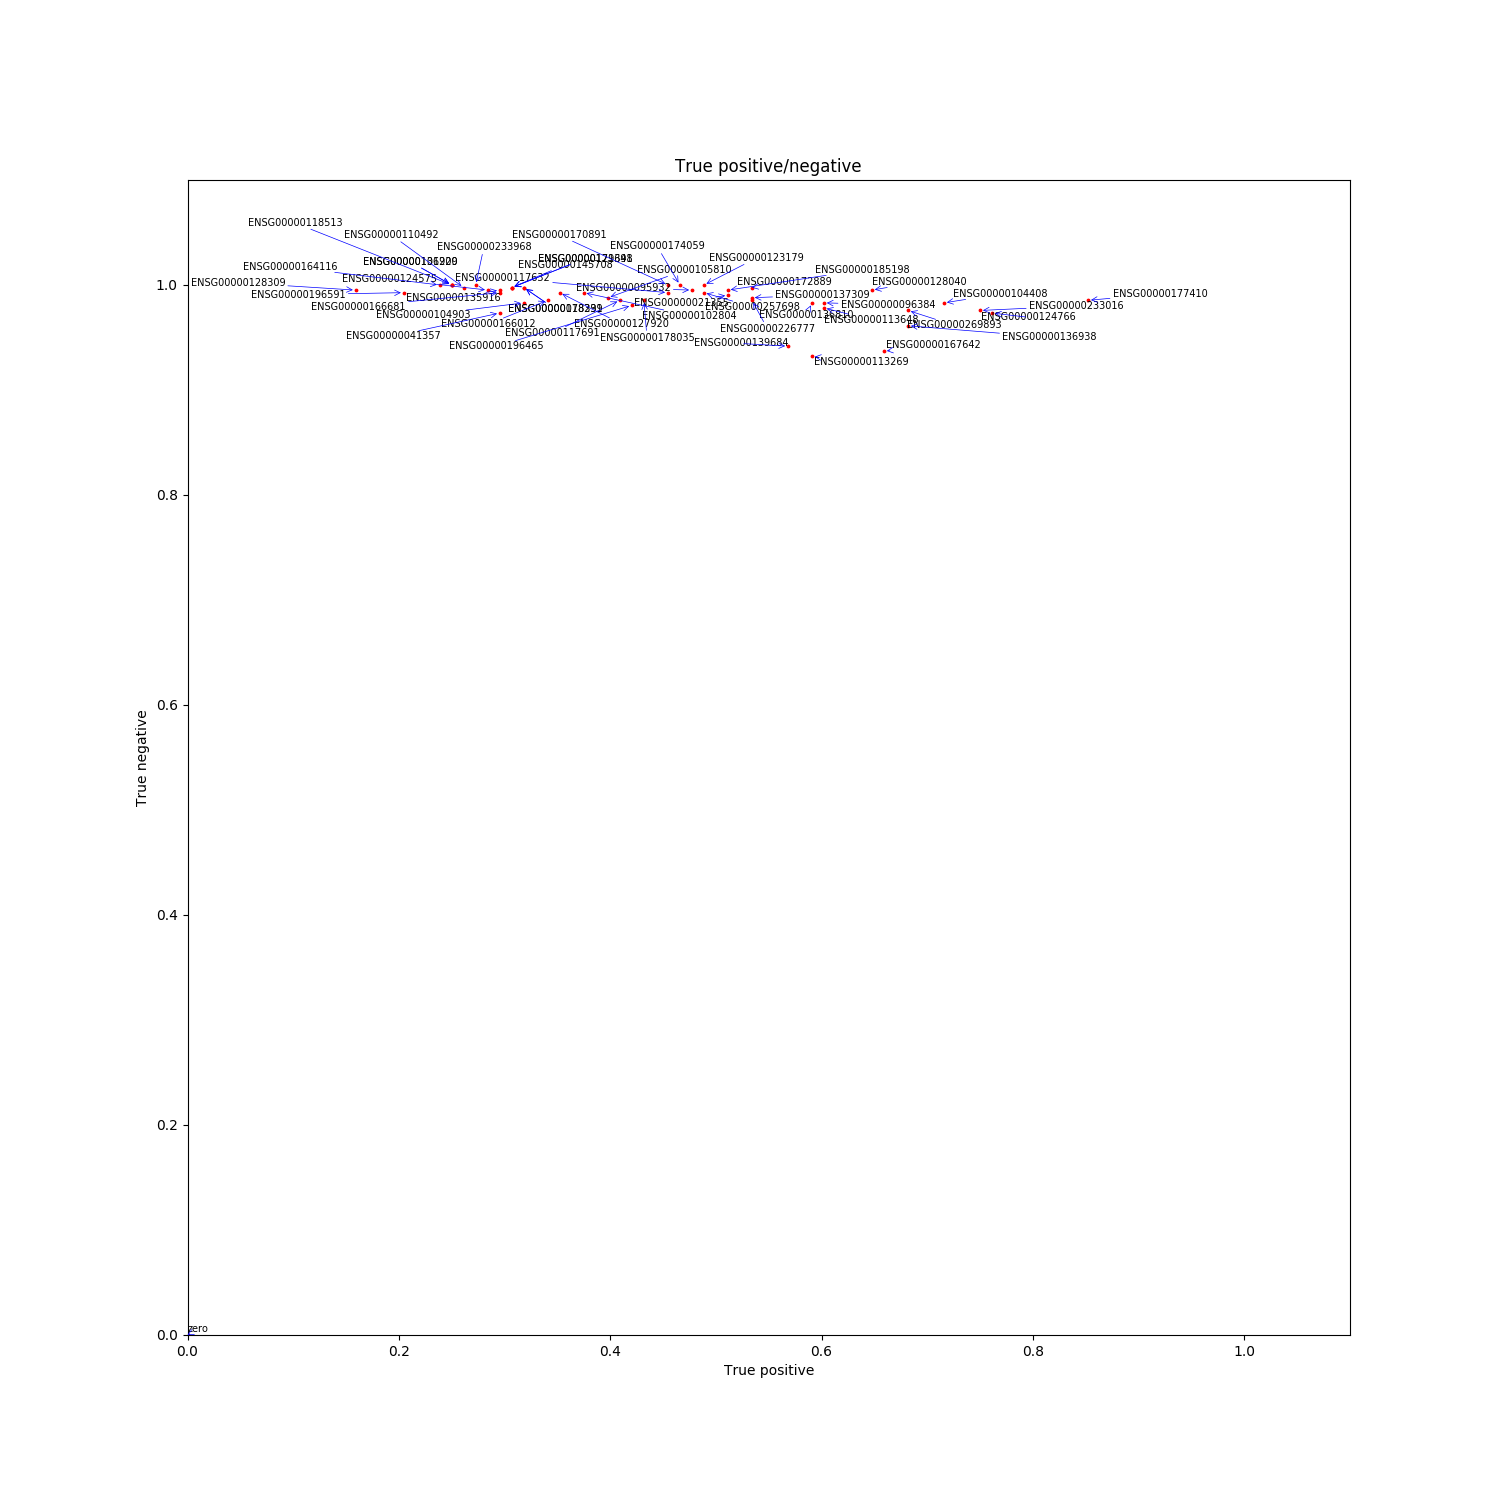 True positive/negative
ENSG00000118513
ENSG00000110492
ENSG00000170891
ENSG00000233968
ENSG00000174059
ENSG00000123179
ENSG00000145708
ENSG00000164116
ENSG00000105810
ENSG00000185198
ENSG00000124575
ENSG00000117632
ENSG00000172889
ENSG00000128040
ENSG00000128309
ENSG00000095932
ENSG00000196591
ENSG00000135916
ENSG00000137309
ENSG00000104408
ENSG00000177410
ENSG00000166681
ENSG00000257698
ENSG00000096384
ENSG00000233016
ENSG00000104903
ENSG00000102804
ENSG00000124766
ENSG00000166012
ENSG00000127920
ENSG00000113648
ENSG00000269893
ENSG00000041357
ENSG00000117691
ENSG00000178035
ENSG00000226777
ENSG00000136938
ENSG00000196465
ENSG00000139684
ENSG00000167642
ENSG00000113269
1.0
0.8
0.6
0.4
0.2
0.0
True negative
zero
0.0
0.2
0.4
0.6
0.8
1.0
True positive